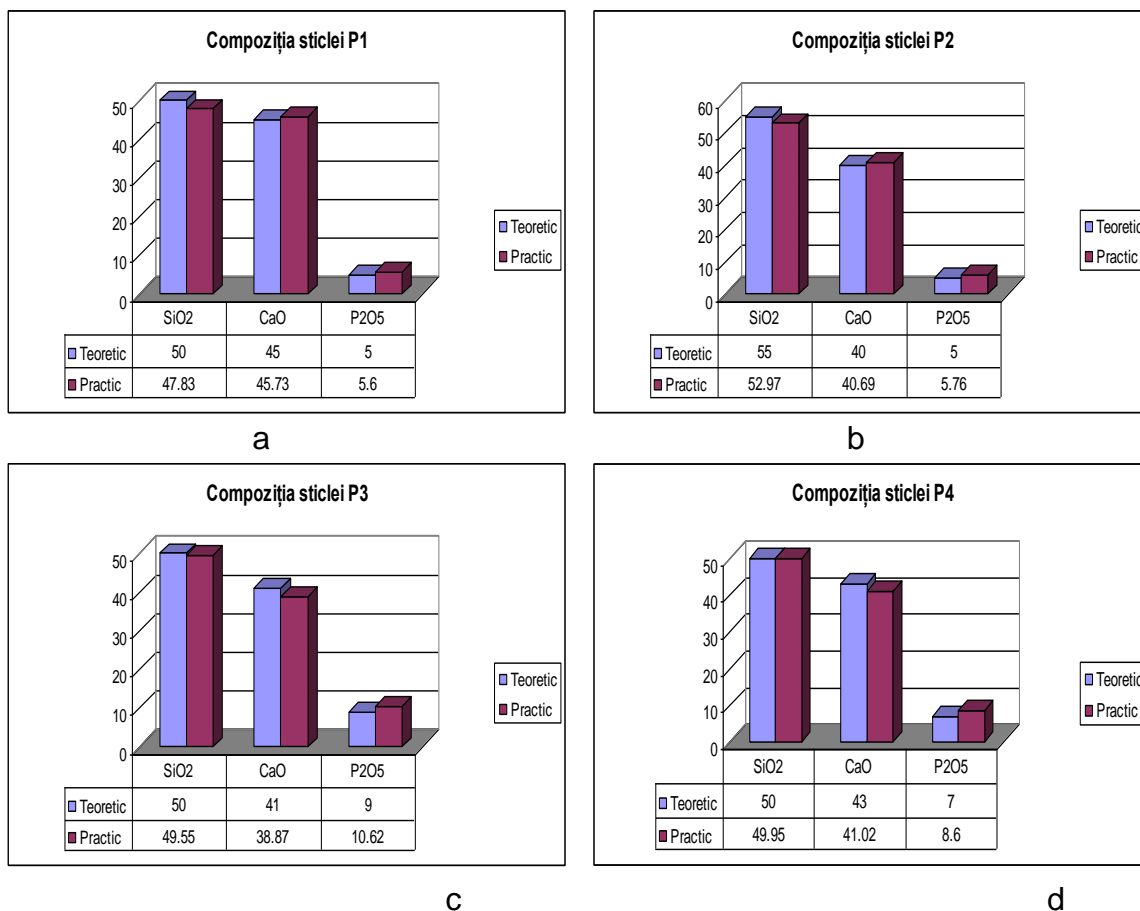 Compoziția sticlei P1
50
40
30
20
10
0
Teoretic
Practic
SiO2 CaO P2O5
Teoretic 50 45 5
Practic 47.83 45.73 5.6
a
Compoziția sticlei P2
60
50
40
30
20
10
0
Teoretic
Practic
SiO2 CaO P2O5
Teoretic 55 40 5
Practic 52.97 40.69 5.76
b
Compoziția sticlei P3
50
40
30
20
10
0
Teoretic
Practic
SiO2 CaO P2O5
Teoretic 50 41 9
Practic 49.55 38.87 10.62
c
Compoziția sticlei P4
50
40
30
20
10
0
Teoretic
Practic
SiO2 CaO P2O5
Teoretic 50 43 7
Practic 49.95 41.02 8.6
d